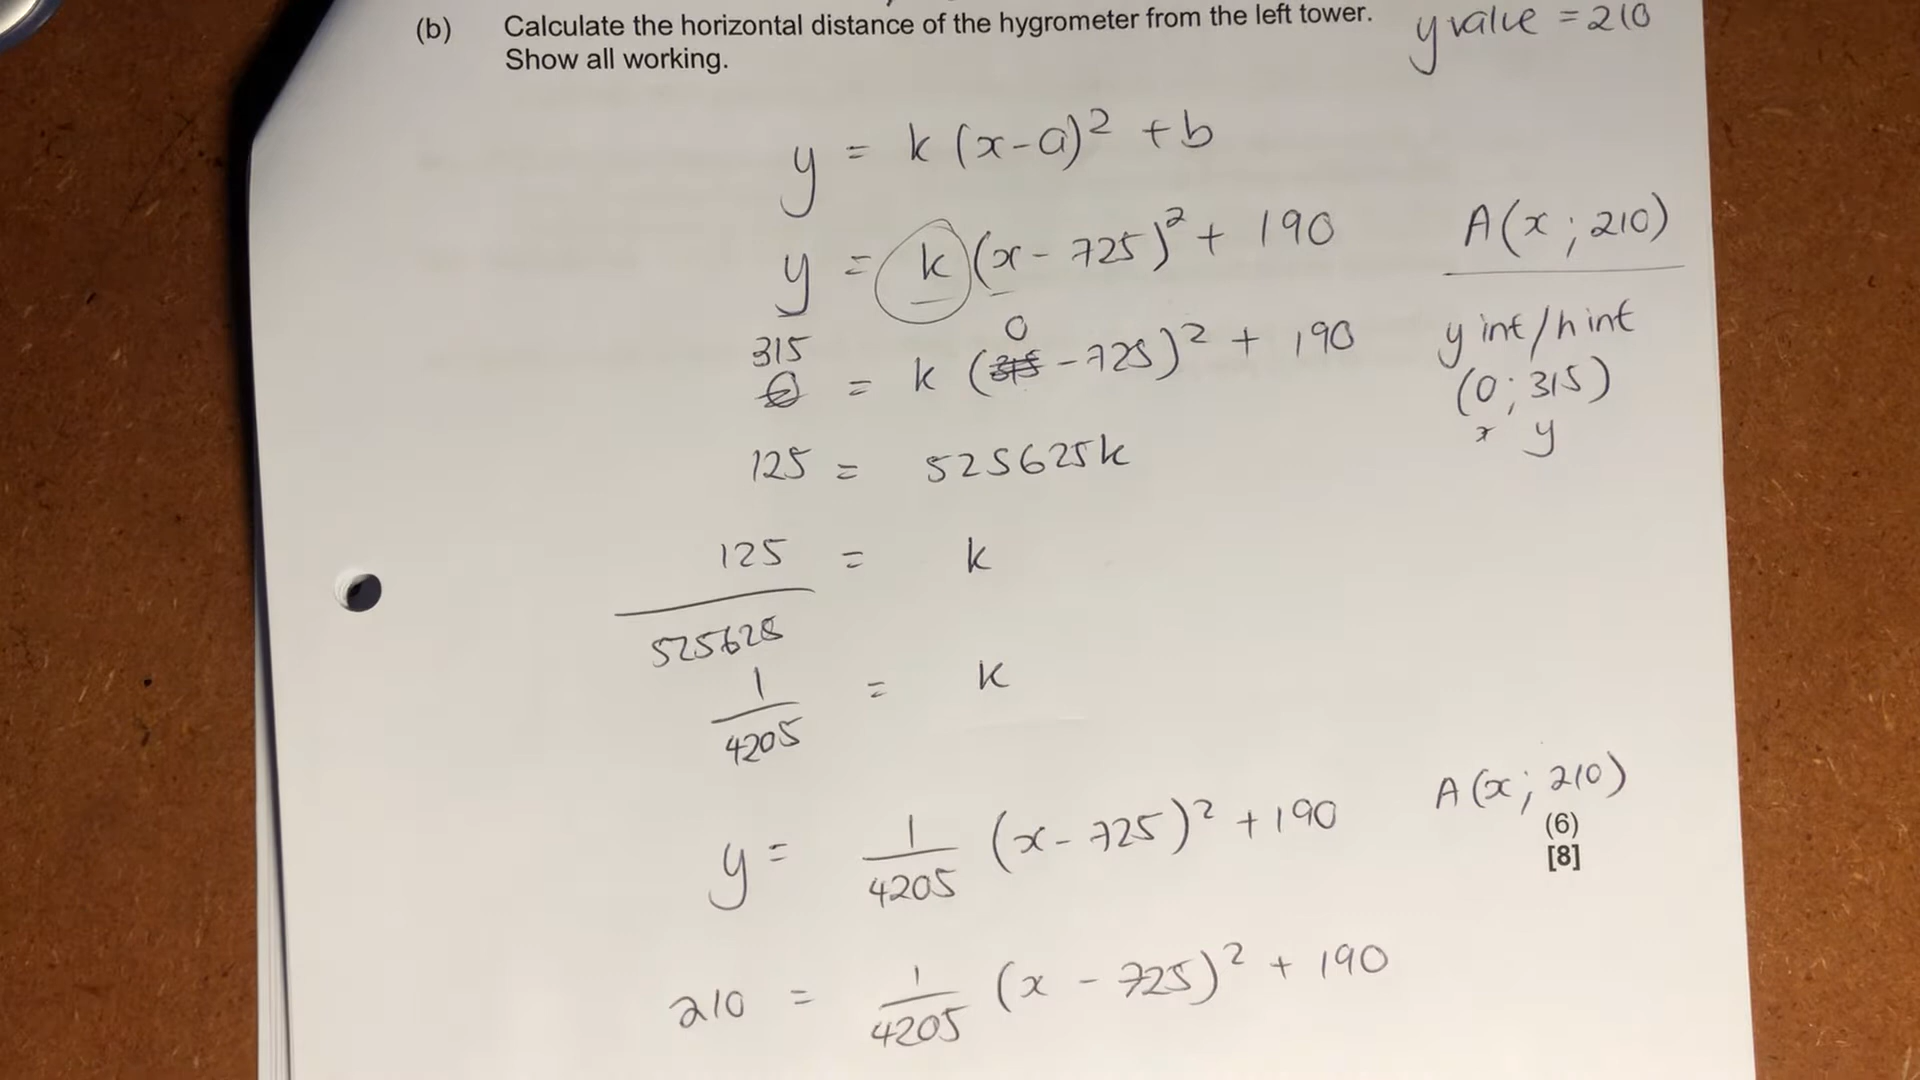 (b) Calculate the horizontal distance of the hygrometer from the left tower.
Show all working.
y value = 210
y = k (x-a)² + b
y = k (x - 725)² + 190
A(x ; 210)
315 = k (0 - 725)² + 190
y int/h int
(0 ; 315)
x y
125 = 525625k
125 = k
525625
1 = k
4205
y = 1/4205 (x - 725)² + 190
A(x ; 210)
(6)
[8]
210 = 1/4205 (x - 725)² + 190